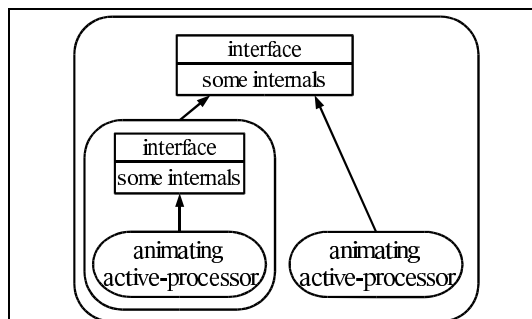 interface
some internals
interface
some internals
animating
active-processor
animating
active-processor